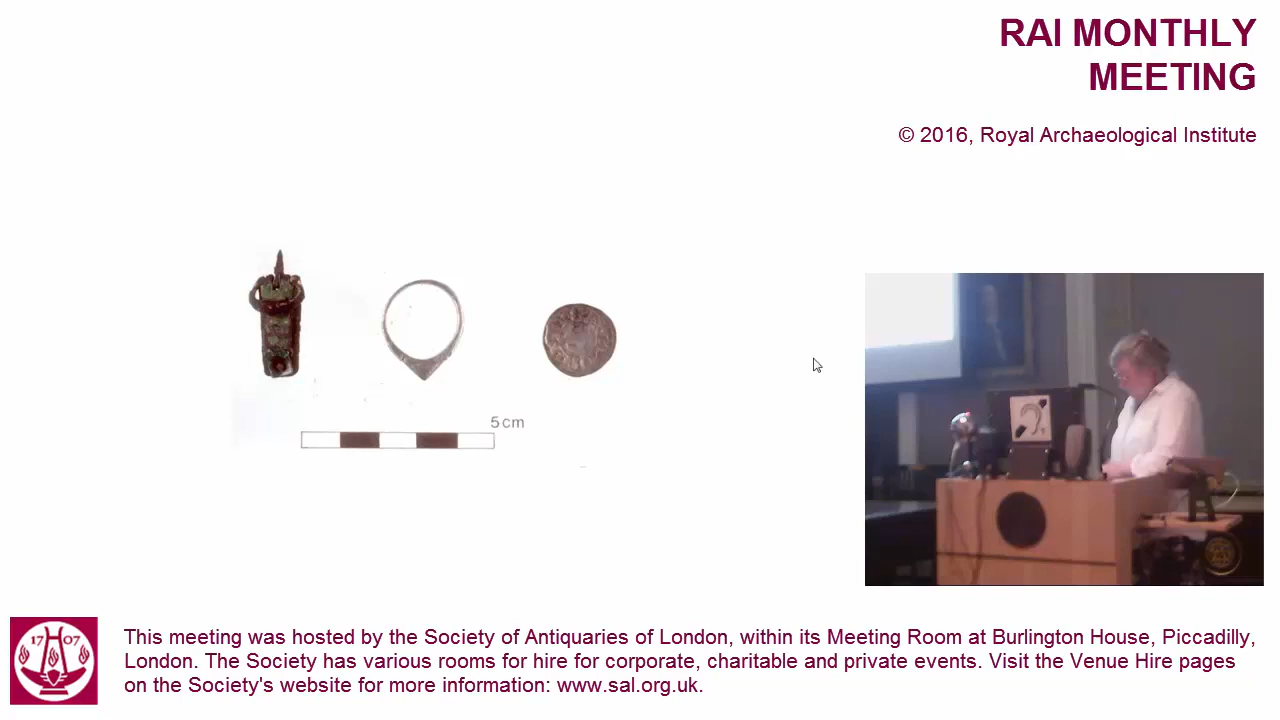 RAI MONTHLY
MEETING
© 2016, Royal Archaeological Institute
5cm
17 07
This meeting was hosted by the Society of Antiquaries of London, within its Meeting Room at Burlington House, Piccadilly,
London. The Society has various rooms for hire for corporate, charitable and private events. Visit the Venue Hire pages
on the Society's website for more information: www.sal.org.uk.